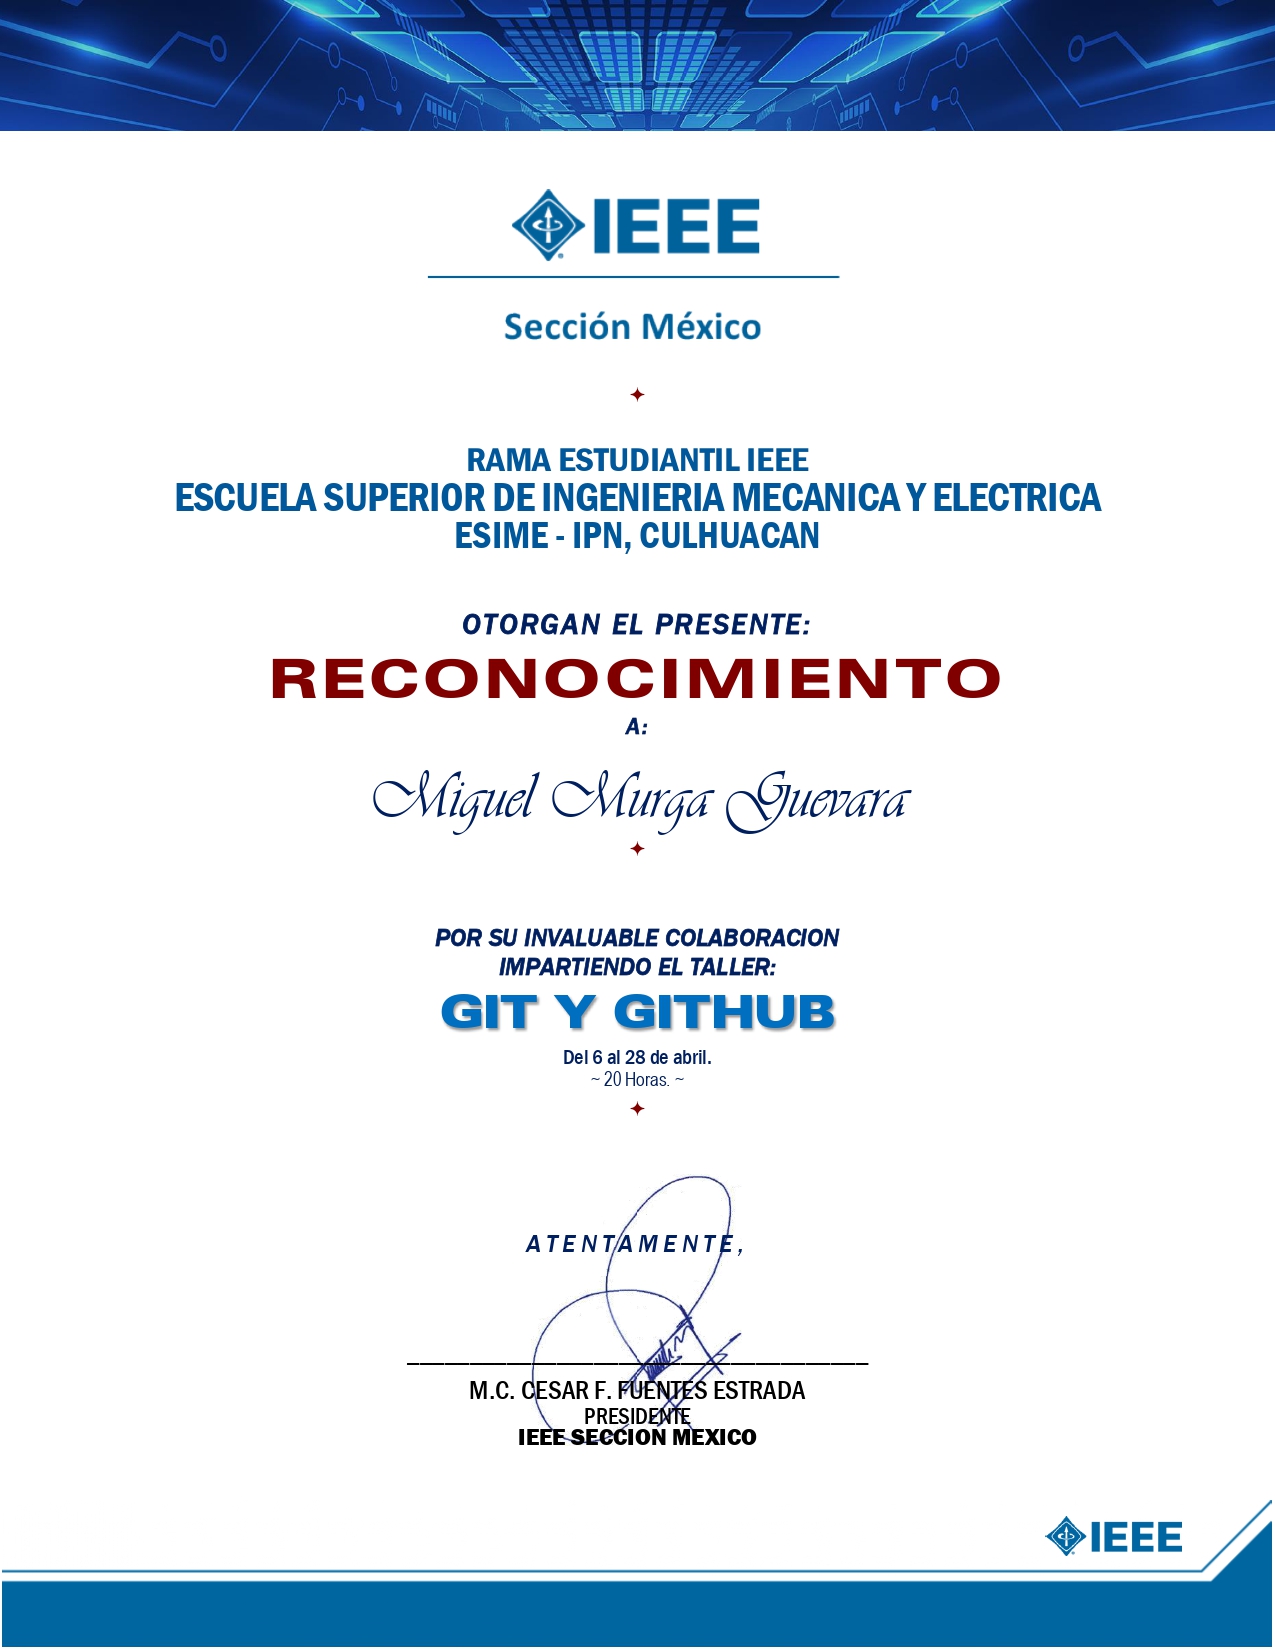 IEEE
Sección México
RAMA ESTUDIANTIL IEEE
ESCUELA SUPERIOR DE INGENIERIA MECANICA Y ELECTRICA
ESIME - IPN, CULHUACAN
OTORGAN EL PRESENTE:
RECONOCIMIENTO
A:
Miguel Murga Guevara
POR SU INVALUABLE COLABORACION
IMPARTIENDO EL TALLER:
GIT Y GITHUB
Del 6 al 28 de abril.
~ 20 Horas. ~
ATENTAMENTE,
M.C. CESAR F. FUENTES ESTRADA
PRESIDENTE
IEEE SECCION MEXICO
IEEE